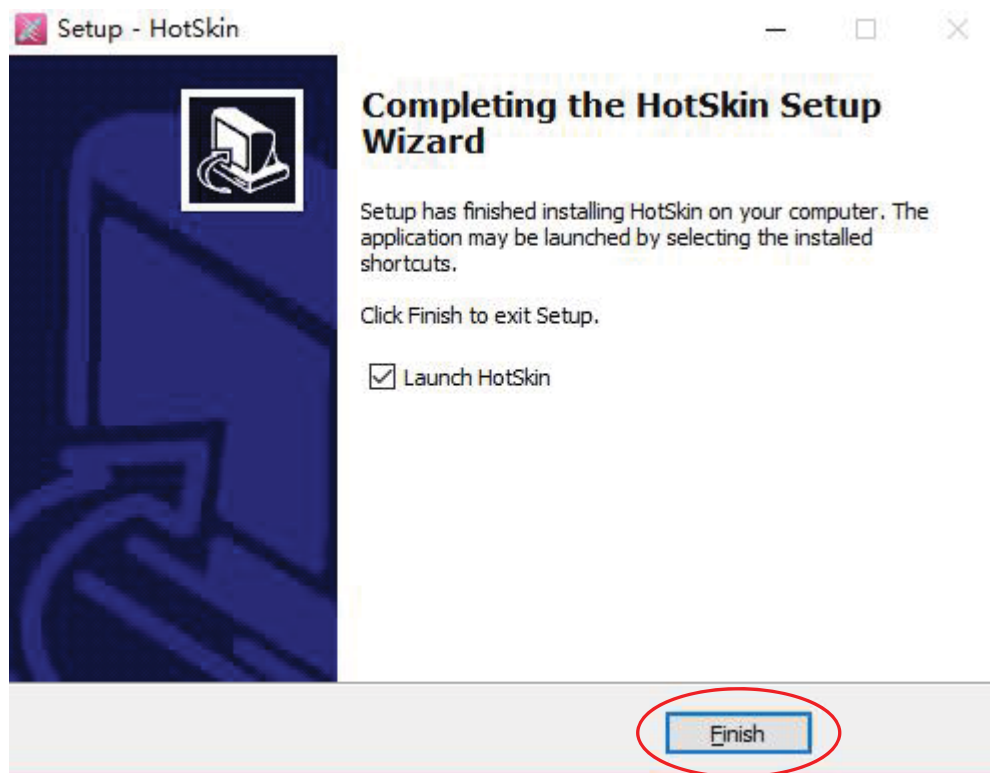 Setup - HotSkin
Completing the HotSkin Setup
Wizard
Setup has finished installing HotSkin on your computer. The
application may be launched by selecting the installed
shortcuts.
Click Finish to exit Setup.
Launch HotSkin
Finish